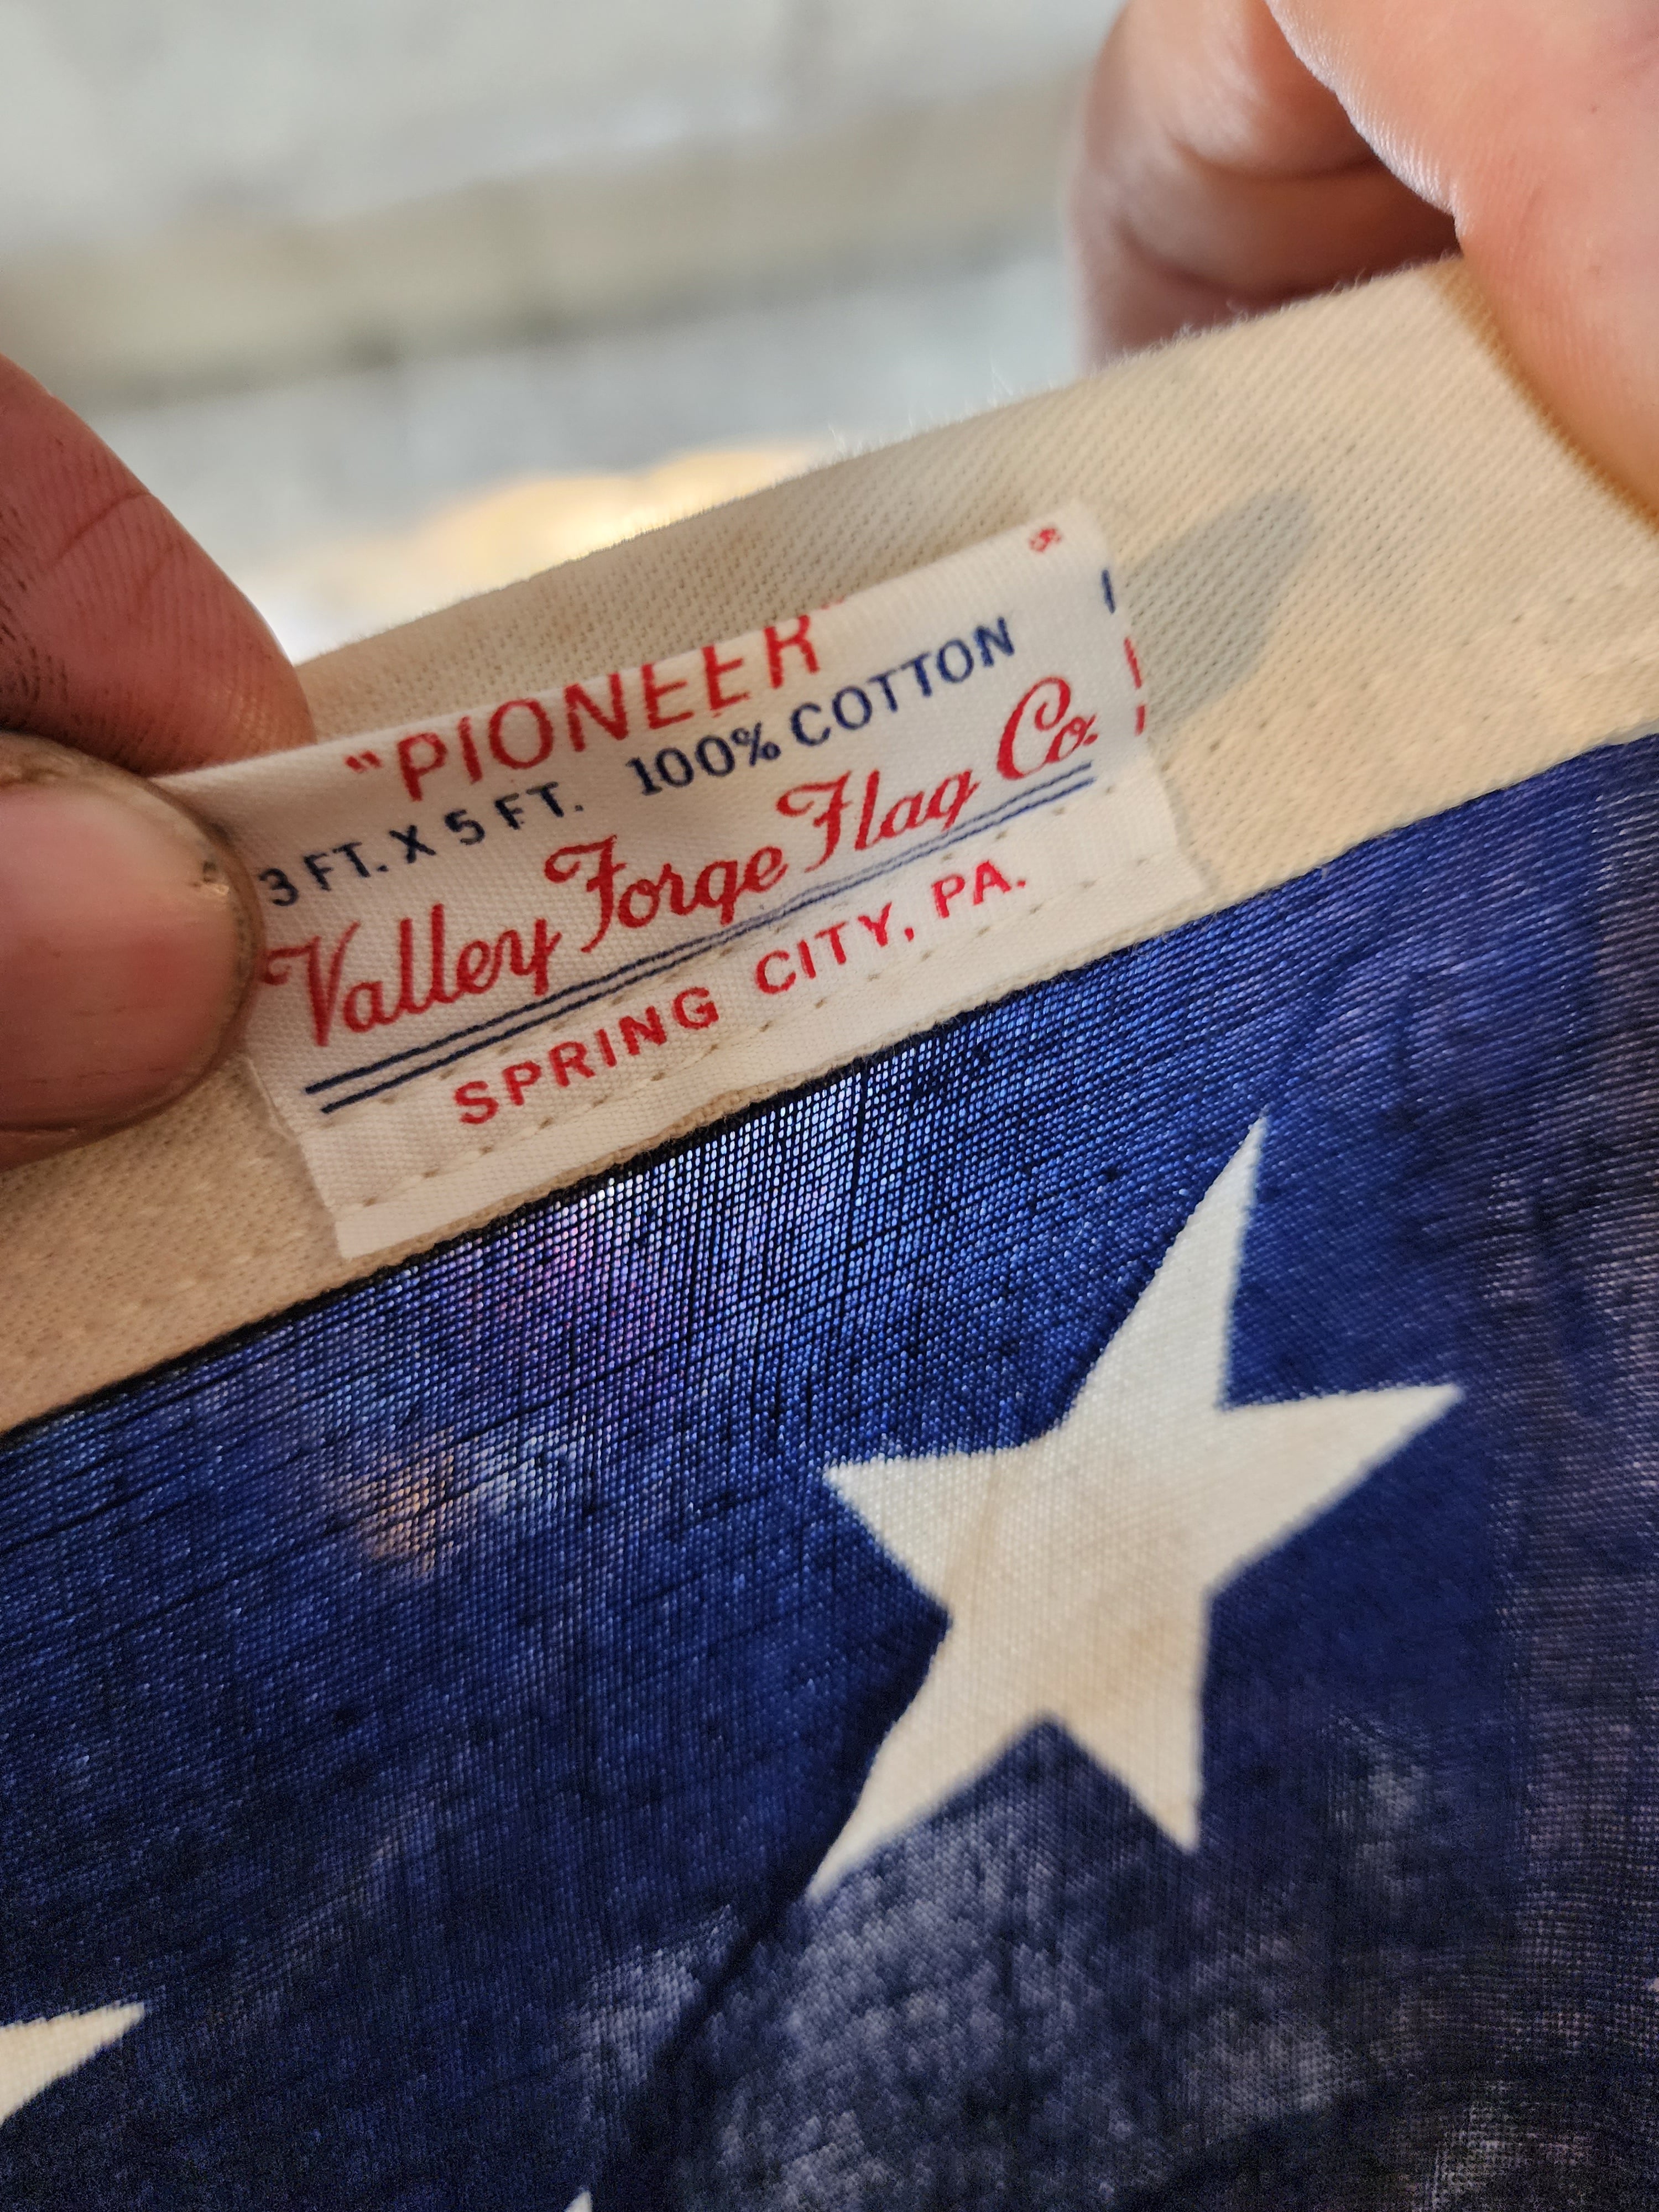 "PIONEER"
3 FT. X 5 FT. 100% COTTON
Valley Forge Flag Co.
SPRING CITY, PA.